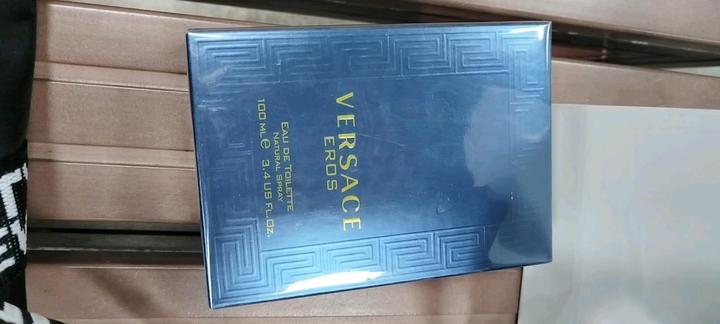 VERSACE
EROS
EAU DE TOILETTE
NATURAL SPRAY
100 ML e 3.4 US FL.OZ.